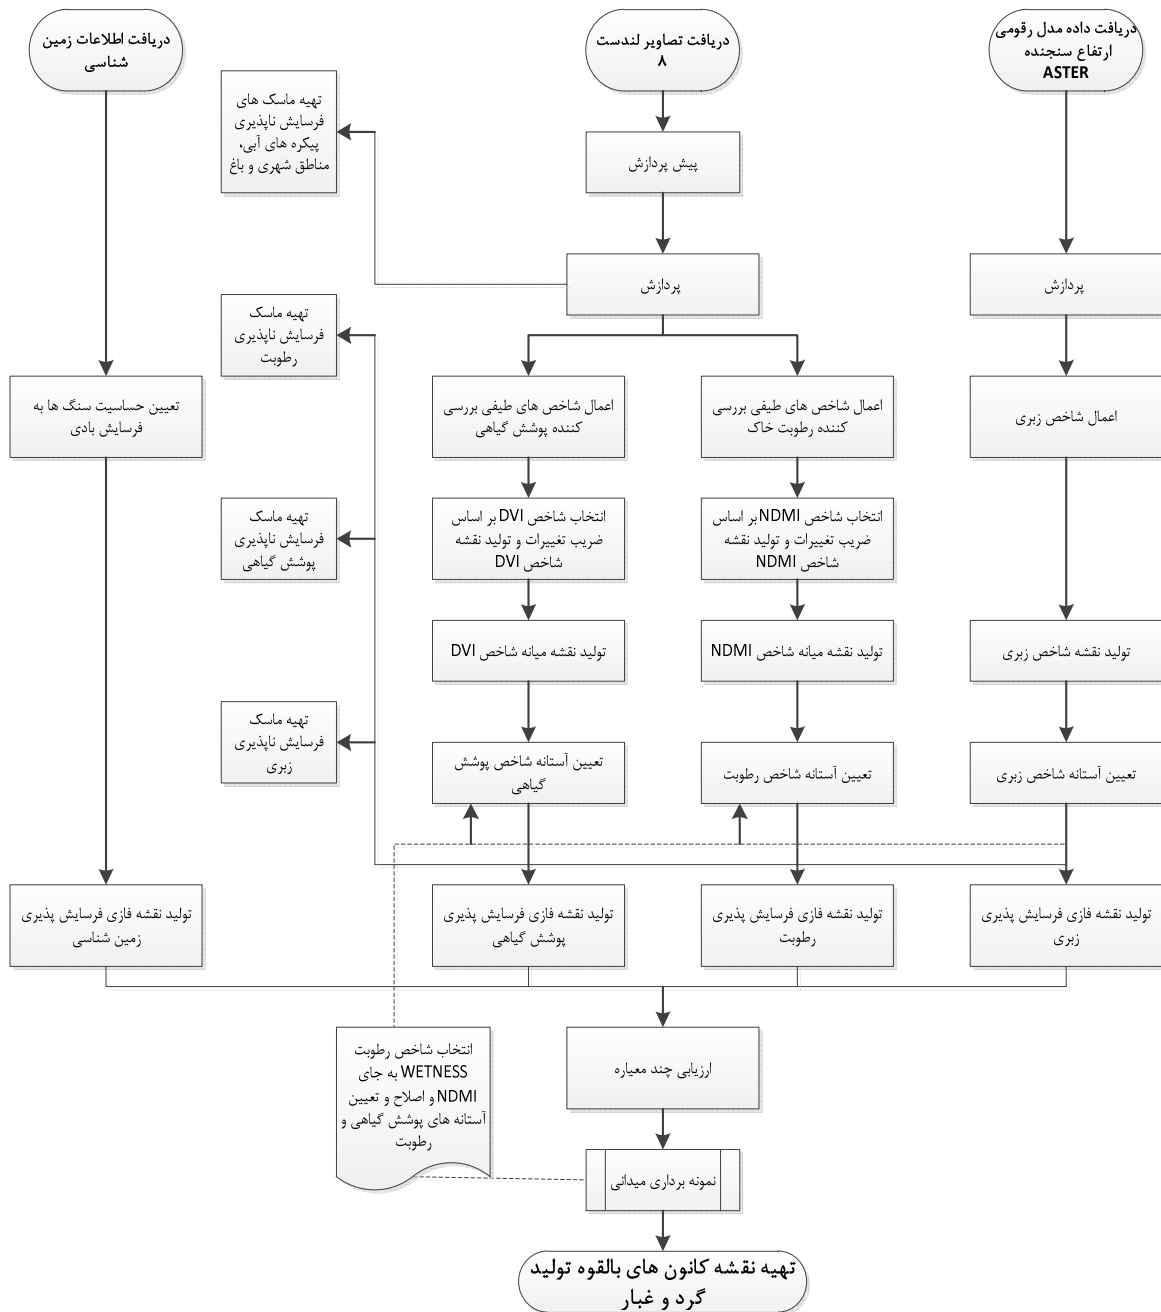 دریافت داده مدل رقومی
ارتفاع سنجنده
ASTER
دریافت تصاویر لندست
۸
دریافت اطلاعات زمین
شناسی
تهیه ماسک های
فرسایش ناپذیری
پیکره های آبی،
مناطق شهری و باغ
پیش پردازش
پردازش
پردازش
تهیه ماسک
فرسایش ناپذیری
رطوبت
اعمال شاخص زبری
اعمال شاخص های طیفی بررسی
کننده رطوبت خاک
اعمال شاخص های طیفی بررسی
کننده پوشش گیاهی
تعیین حساسیت سنگ ها به
فرسایش بادی
انتخاب شاخص NDMI بر اساس
ضریب تغییرات و تولید نقشه
شاخص NDMI
انتخاب شاخص DVI بر اساس
ضریب تغییرات و تولید نقشه
شاخص DVI
تهیه ماسک
فرسایش ناپذیری
پوشش گیاهی
تولید نقشه شاخص زبری
تولید نقشه میانه شاخص NDMI
تولید نقشه میانه شاخص DVI
تهیه ماسک
فرسایش ناپذیری
زبری
تعیین آستانه شاخص زبری
تعیین آستانه شاخص رطوبت
تعیین آستانه شاخص پوشش
گیاهی
تولید نقشه فازی فرسایش پذیری
زبری
تولید نقشه فازی فرسایش پذیری
رطوبت
تولید نقشه فازی فرسایش پذیری
پوشش گیاهی
تولید نقشه فازی فرسایش پذیری
زمین شناسی
ارزیابی چند معیاره
انتخاب شاخص رطوبت
WETNESS به جای
NDMI و اصلاح و تعیین
آستانه های پوشش گیاهی و
رطوبت
نمونه برداری میدانی
تهیه نقشه کانون های بالقوه تولید
گرد و غبار